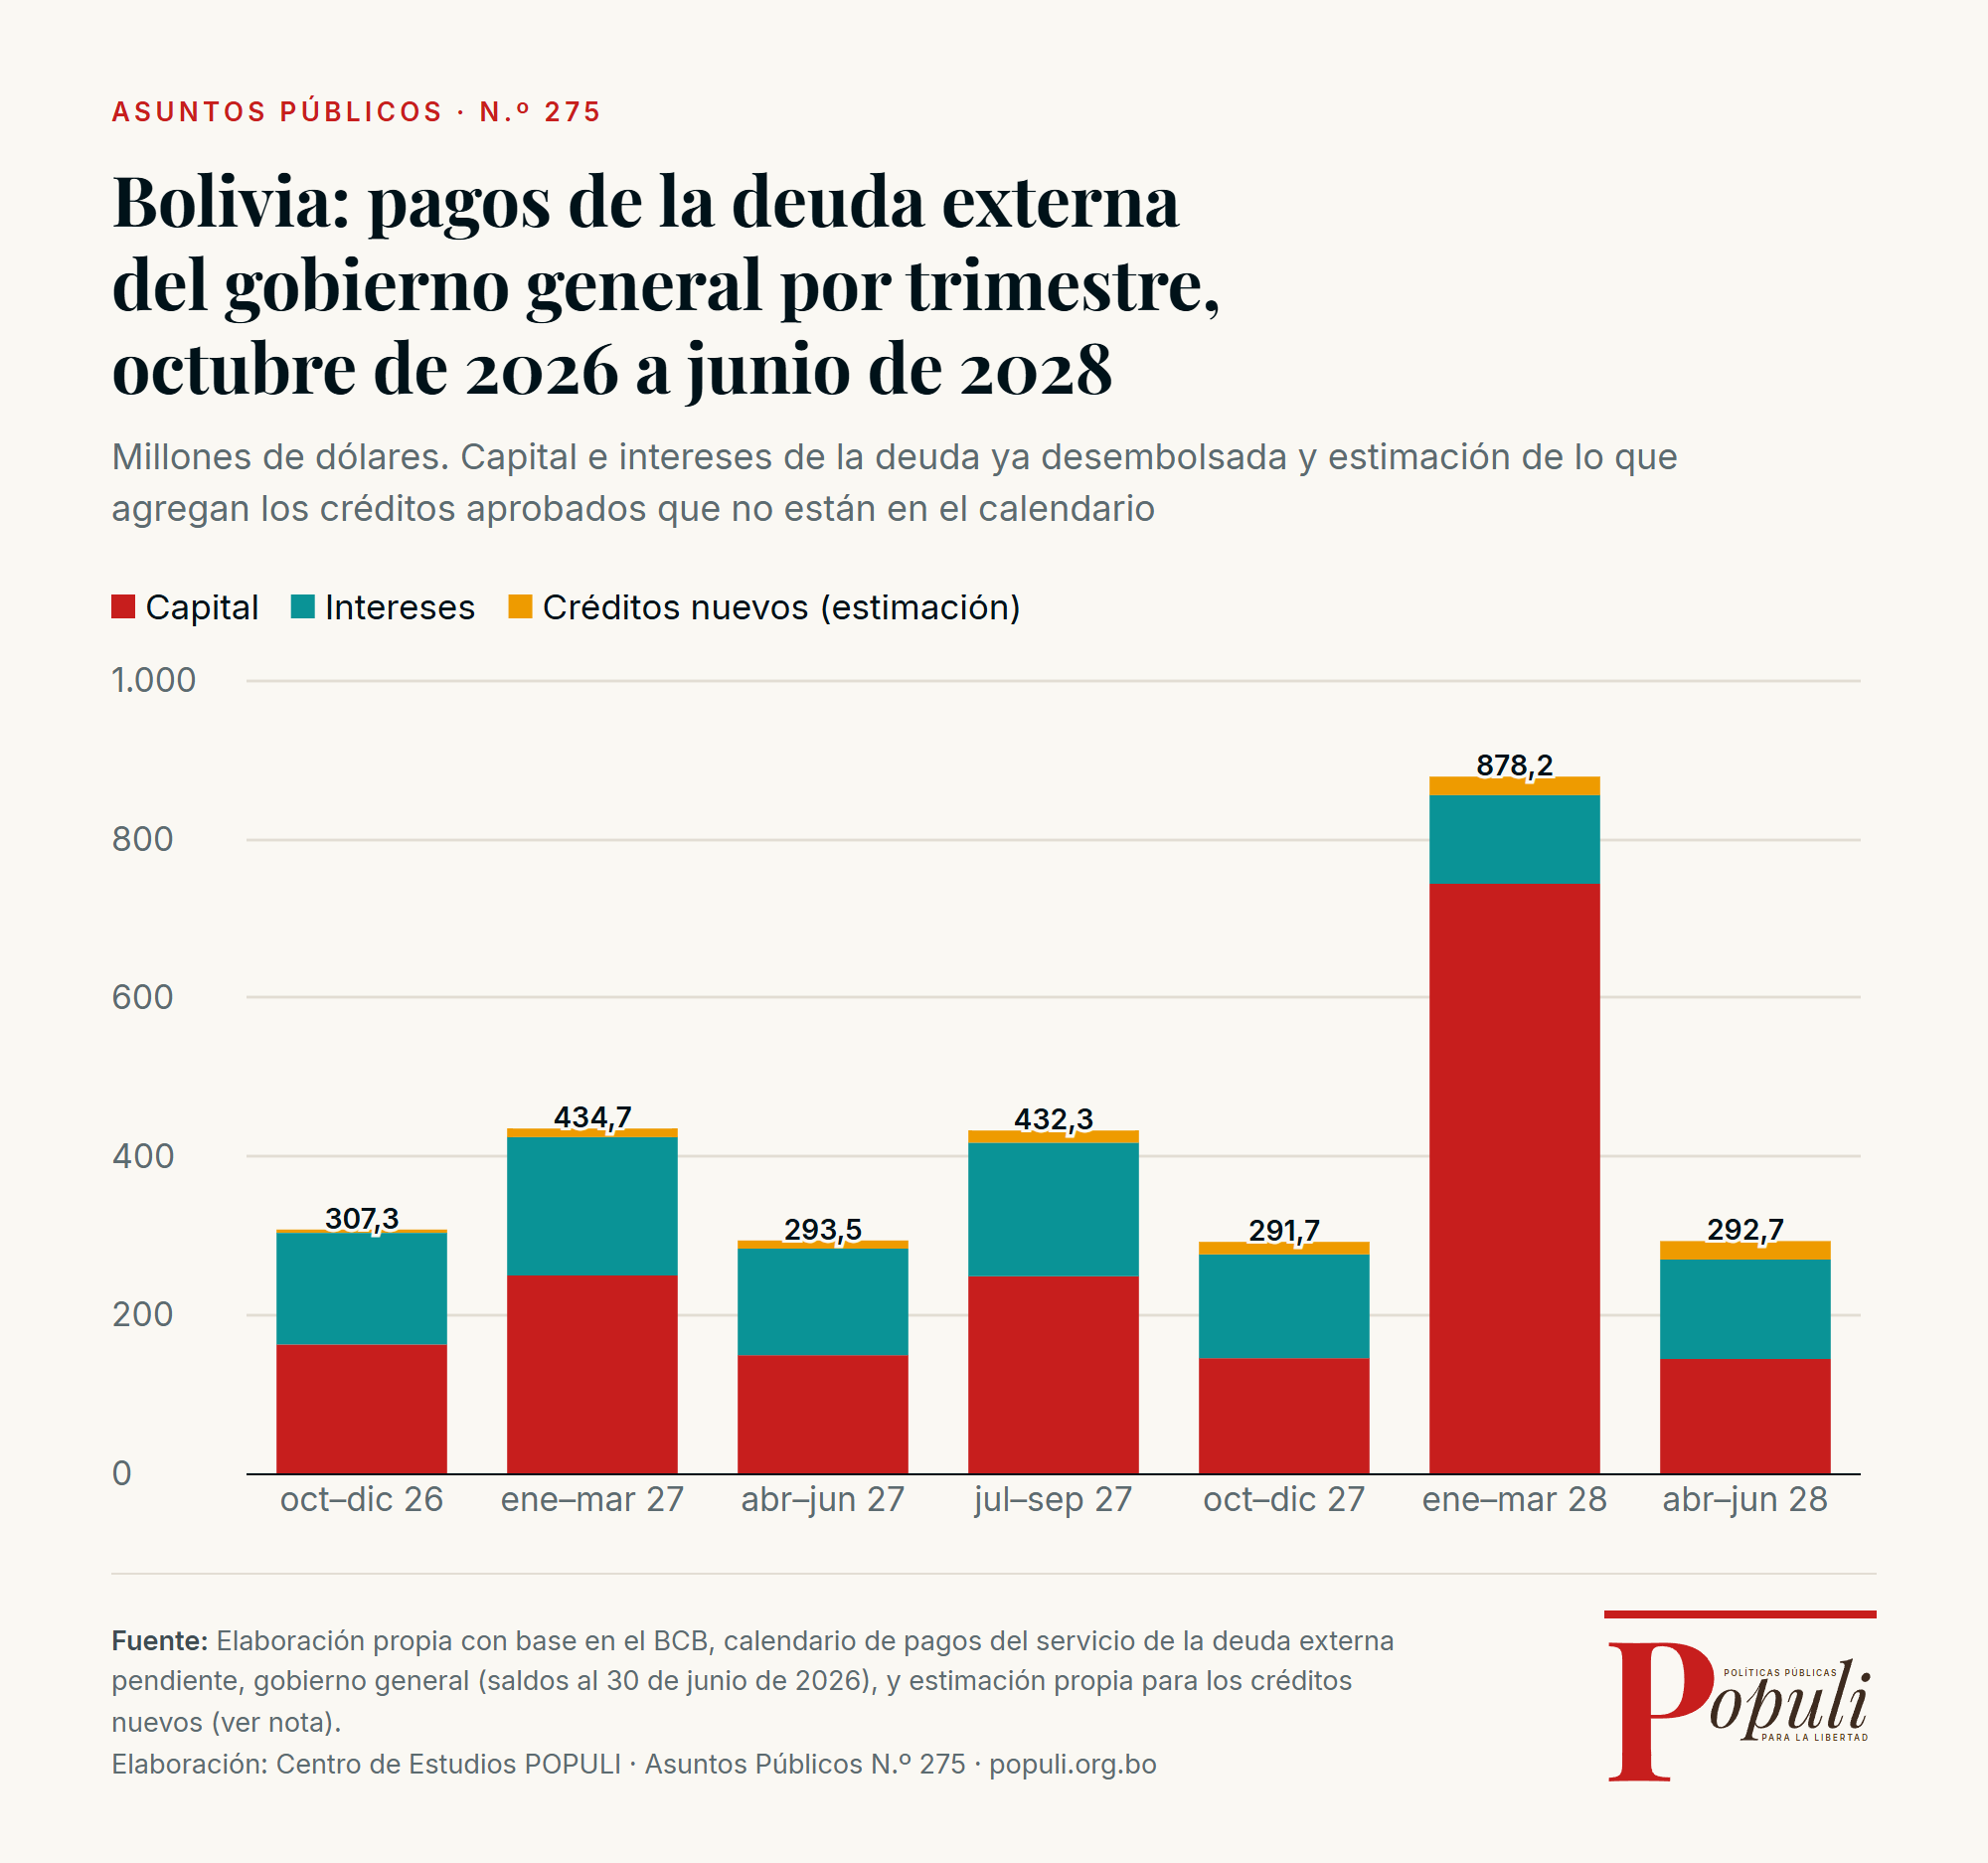 ASUNTOS PÚBLICOS · N.º 275
Bolivia: pagos de la deuda externa
del gobierno general por trimestre,
octubre de 2026 a junio de 2028
Millones de dólares. Capital e intereses de la deuda ya desembolsada y estimación de lo que
agregan los créditos aprobados que no están en el calendario
Capital Intereses Créditos nuevos (estimación)
1.000
800
600
400
200
0
307,3
434,7
293,5
432,3
291,7
878,2
292,7
oct–dic 26 ene–mar 27 abr–jun 27 jul–sep 27 oct–dic 27 ene–mar 28 abr–jun 28
Fuente: Elaboración propia con base en el BCB, calendario de pagos del servicio de la deuda externa
pendiente, gobierno general (saldos al 30 de junio de 2026), y estimación propia para los créditos
nuevos (ver nota).
Elaboración: Centro de Estudios POPULI · Asuntos Públicos N.º 275 · populi.org.bo
POLÍTICAS PÚBLICAS
Populi
PARA LA LIBERTAD